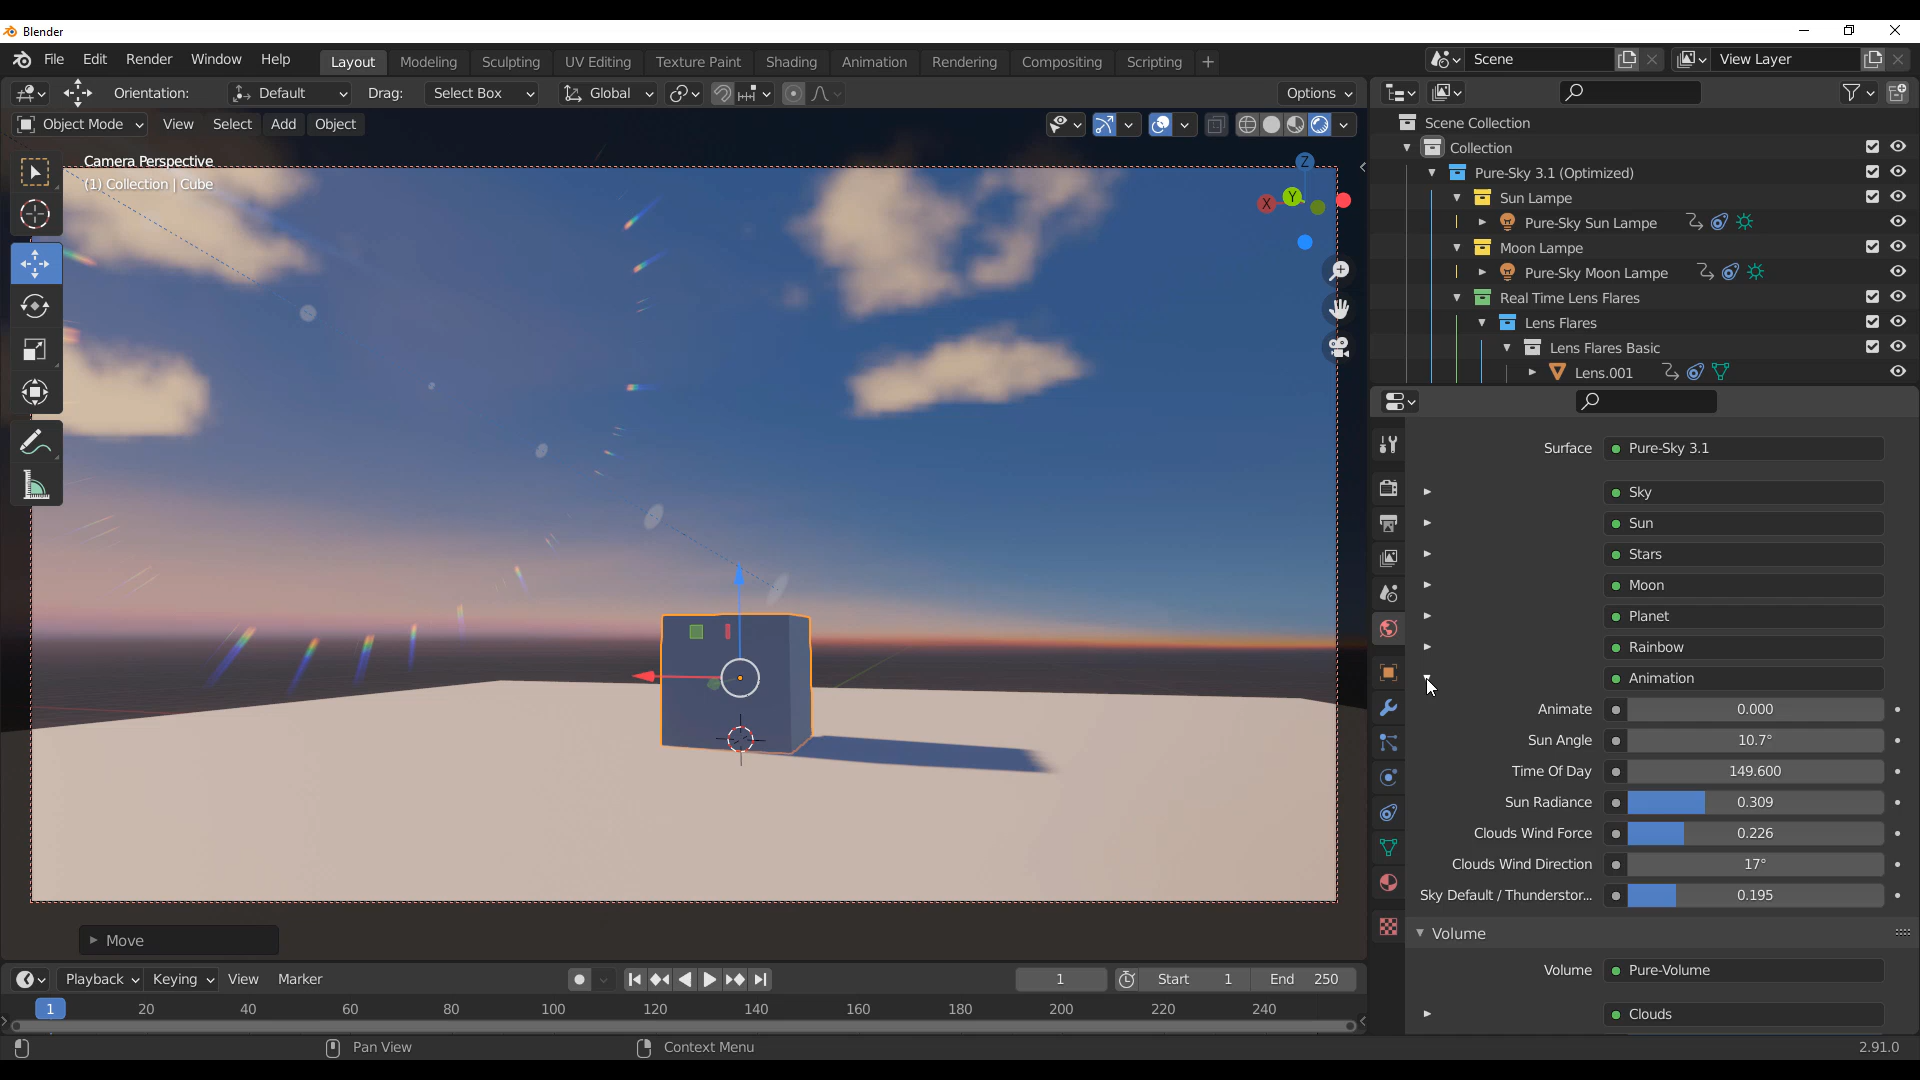 Blender
File Edit Render Window Help Layout Modeling Sculpting UV Editing Texture Paint Shading Animation Rendering Compositing Scripting + Scene View Layer
Orientation: Default Drag: Select Box Global Options
Object Mode View Select Add Object
Camera Perspective
(1) Collection | Cube
Z
X
Y
Move
Scene Collection
Collection
Pure-Sky 3.1 (Optimized)
Sun Lampe
Pure-Sky Sun Lampe
Moon Lampe
Pure-Sky Moon Lampe
Real Time Lens Flares
Lens Flares
Lens Flares Basic
Lens.001
Surface Pure-Sky 3.1
Sky
Sun
Stars
Moon
Planet
Rainbow
Animation
Animate 0.000
Sun Angle 10.7°
Time Of Day 149.600
Sun Radiance 0.309
Clouds Wind Force 0.226
Clouds Wind Direction 17°
Sky Default / Thunderstor... 0.195
Volume
Volume Pure-Volume
Clouds
Playback Keying View Marker 1 Start 1 End 250
1 20 40 60 80 100 120 140 160 180 200 220 240
Pan View Context Menu 2.91.0